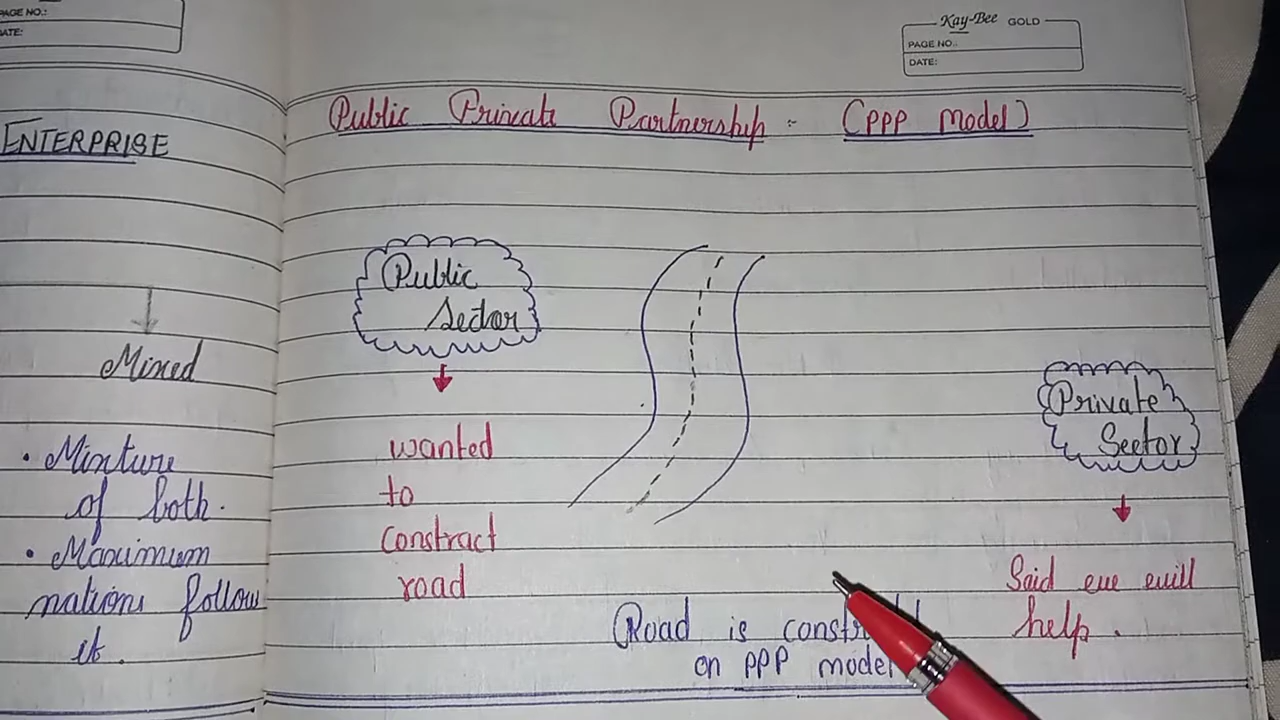 PAGE NO.:
DATE:
ENTERPRISE
Mixed
• Mixture
of both.
• Maximum
nations follow
it.
Kay-Bee GOLD
PAGE NO.:
DATE:
Public Private Partnership :- (PPP model)
Public
Sector
wanted
to
constract
road
Private
Sector
Said we will
help.
Road is
on PPP model